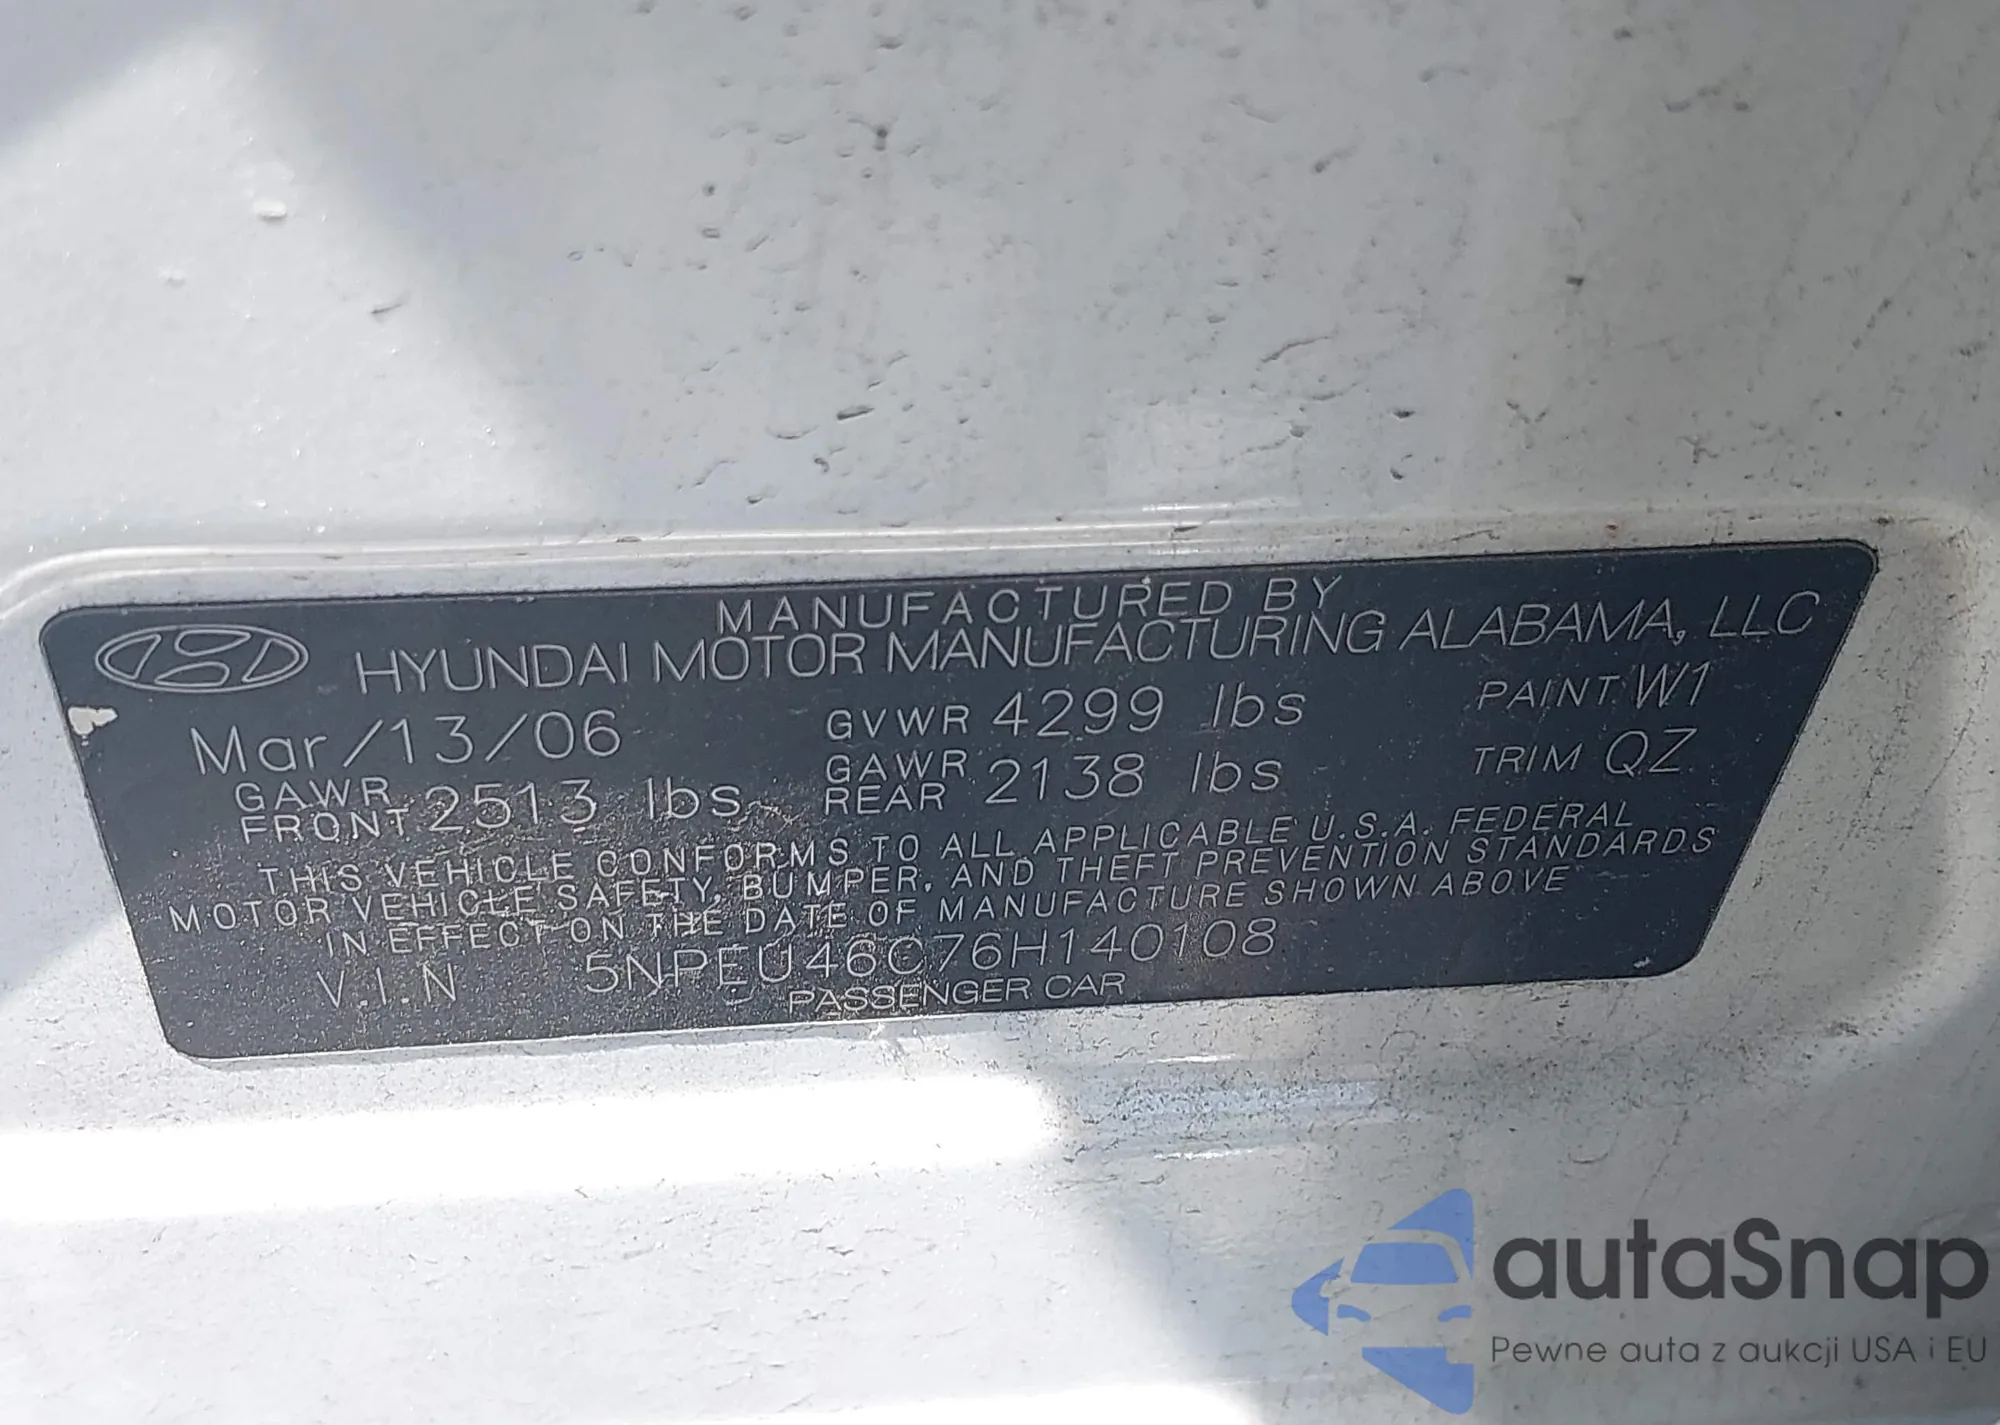 MANUFACTURED BY
HYUNDAI MOTOR MANUFACTURING ALABAMA, LLC
Mar/13/06 GVWR 4299 lbs PAINT W1
GAWR FRONT 2513 lbs GAWR REAR 2138 lbs TRIM QZ
THIS VEHICLE CONFORMS TO ALL APPLICABLE U.S.A. FEDERAL
MOTOR VEHICLE SAFETY, BUMPER, AND THEFT PREVENTION STANDARDS
IN EFFECT ON THE DATE OF MANUFACTURE SHOWN ABOVE
V.I.N 5NPEU46C76H140108
PASSENGER CAR
autaSnap
Pewne auta z aukcji USA i EU